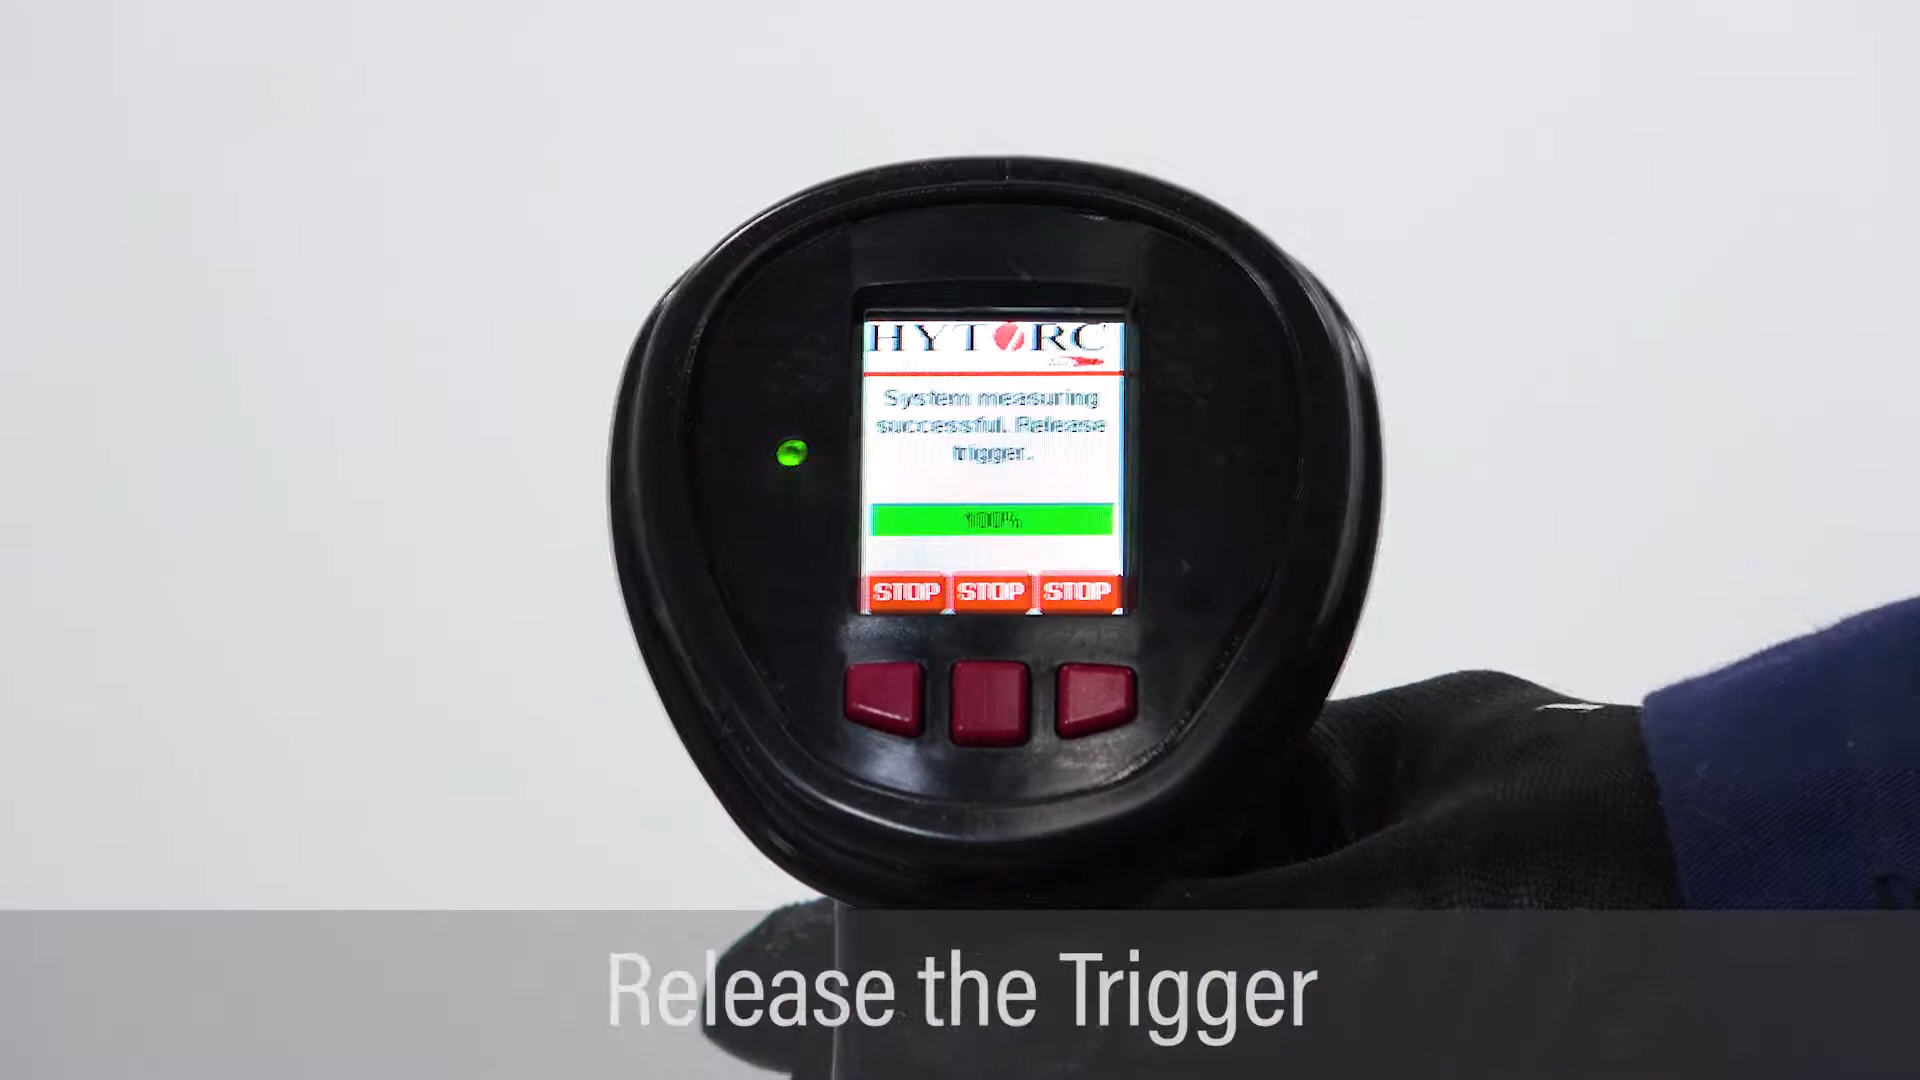 HYTORC
System measuring
successful. Release
trigger.
100%
STOP STOP STOP
Release the Trigger